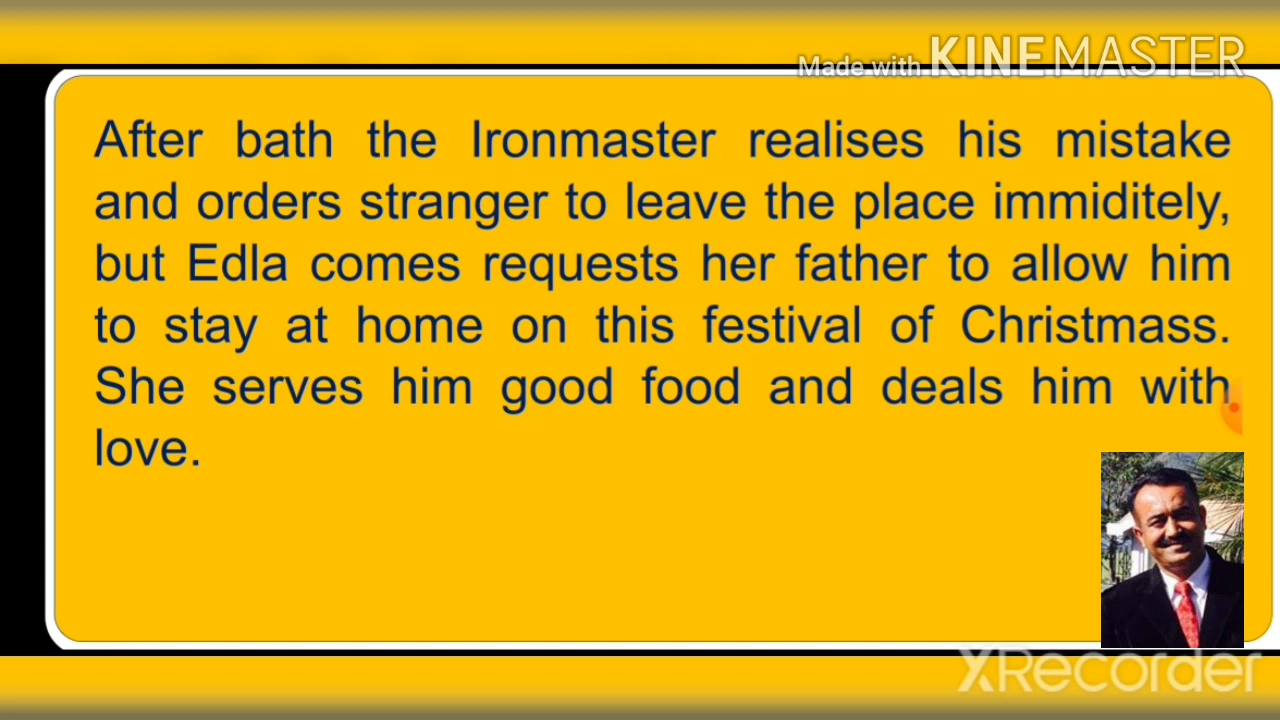 Made with KINEMASTER
After bath the Ironmaster realises his mistake
and orders stranger to leave the place immiditely,
but Edla comes requests her father to allow him
to stay at home on this festival of Christmass.
She serves him good food and deals him with
love.
XRecorder